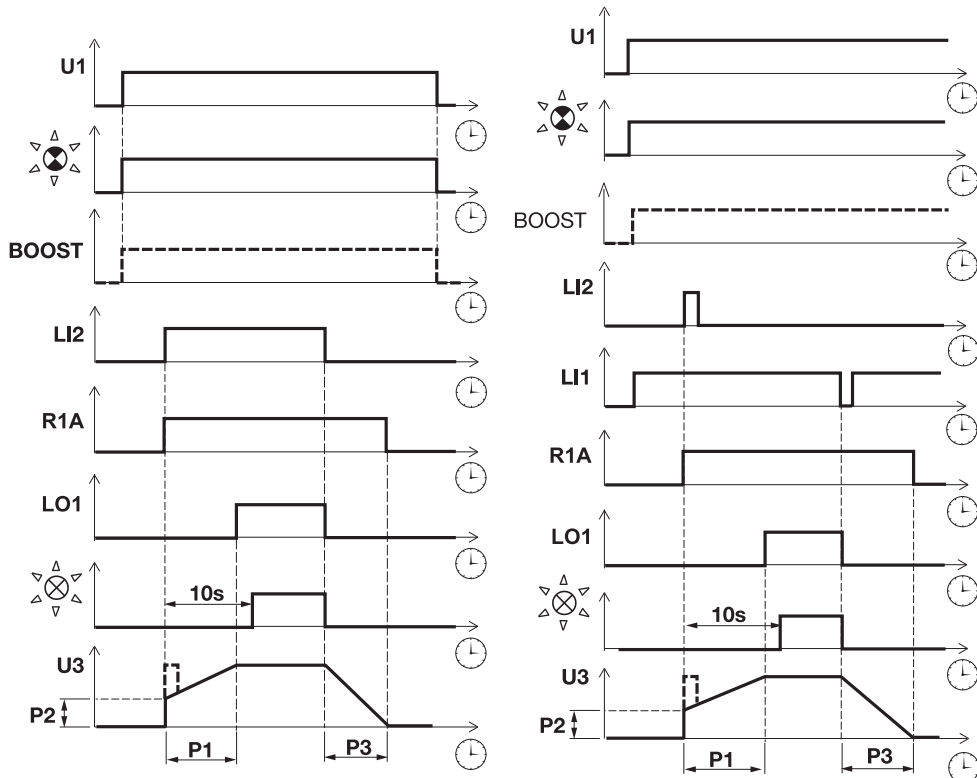 U1
BOOST
LI2
R1A
LO1
10s
U3
P2
P1
P3
U1
BOOST
LI2
LI1
R1A
LO1
10s
U3
P2
P1
P3